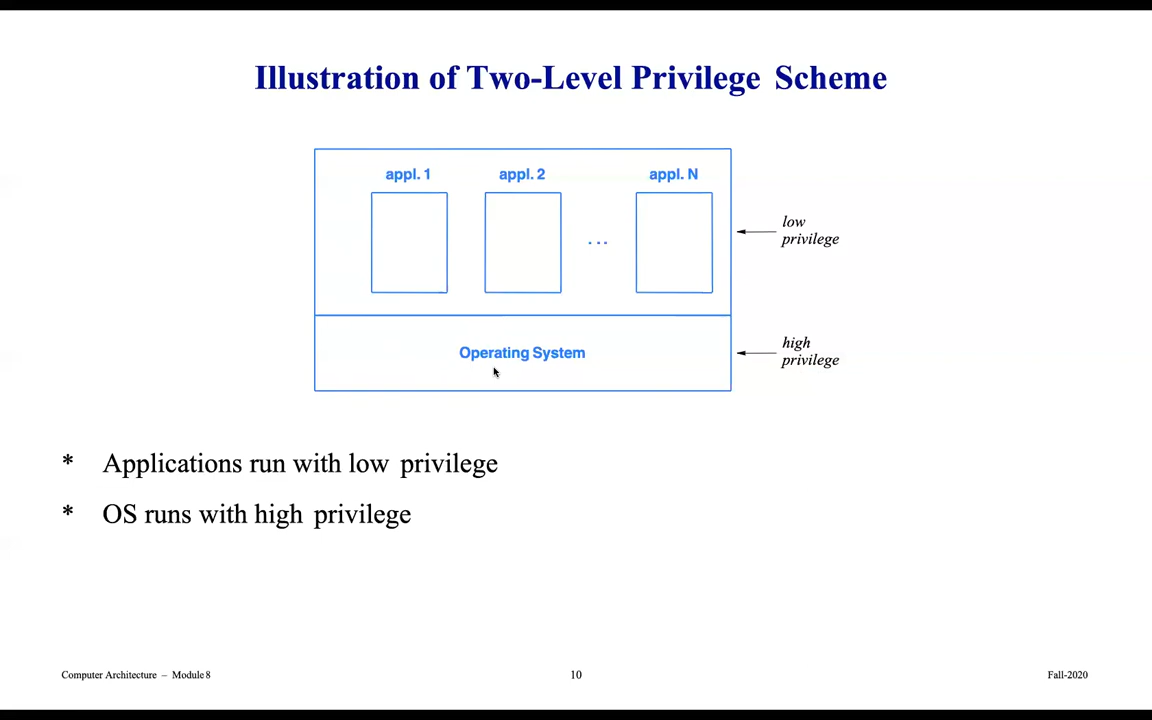 Illustration of Two-Level Privilege Scheme
appl. 1 appl. 2 ... appl. N
low
privilege
Operating System
high
privilege
* Applications run with low privilege
* OS runs with high privilege
Computer Architecture – Module 8 10 Fall-2020